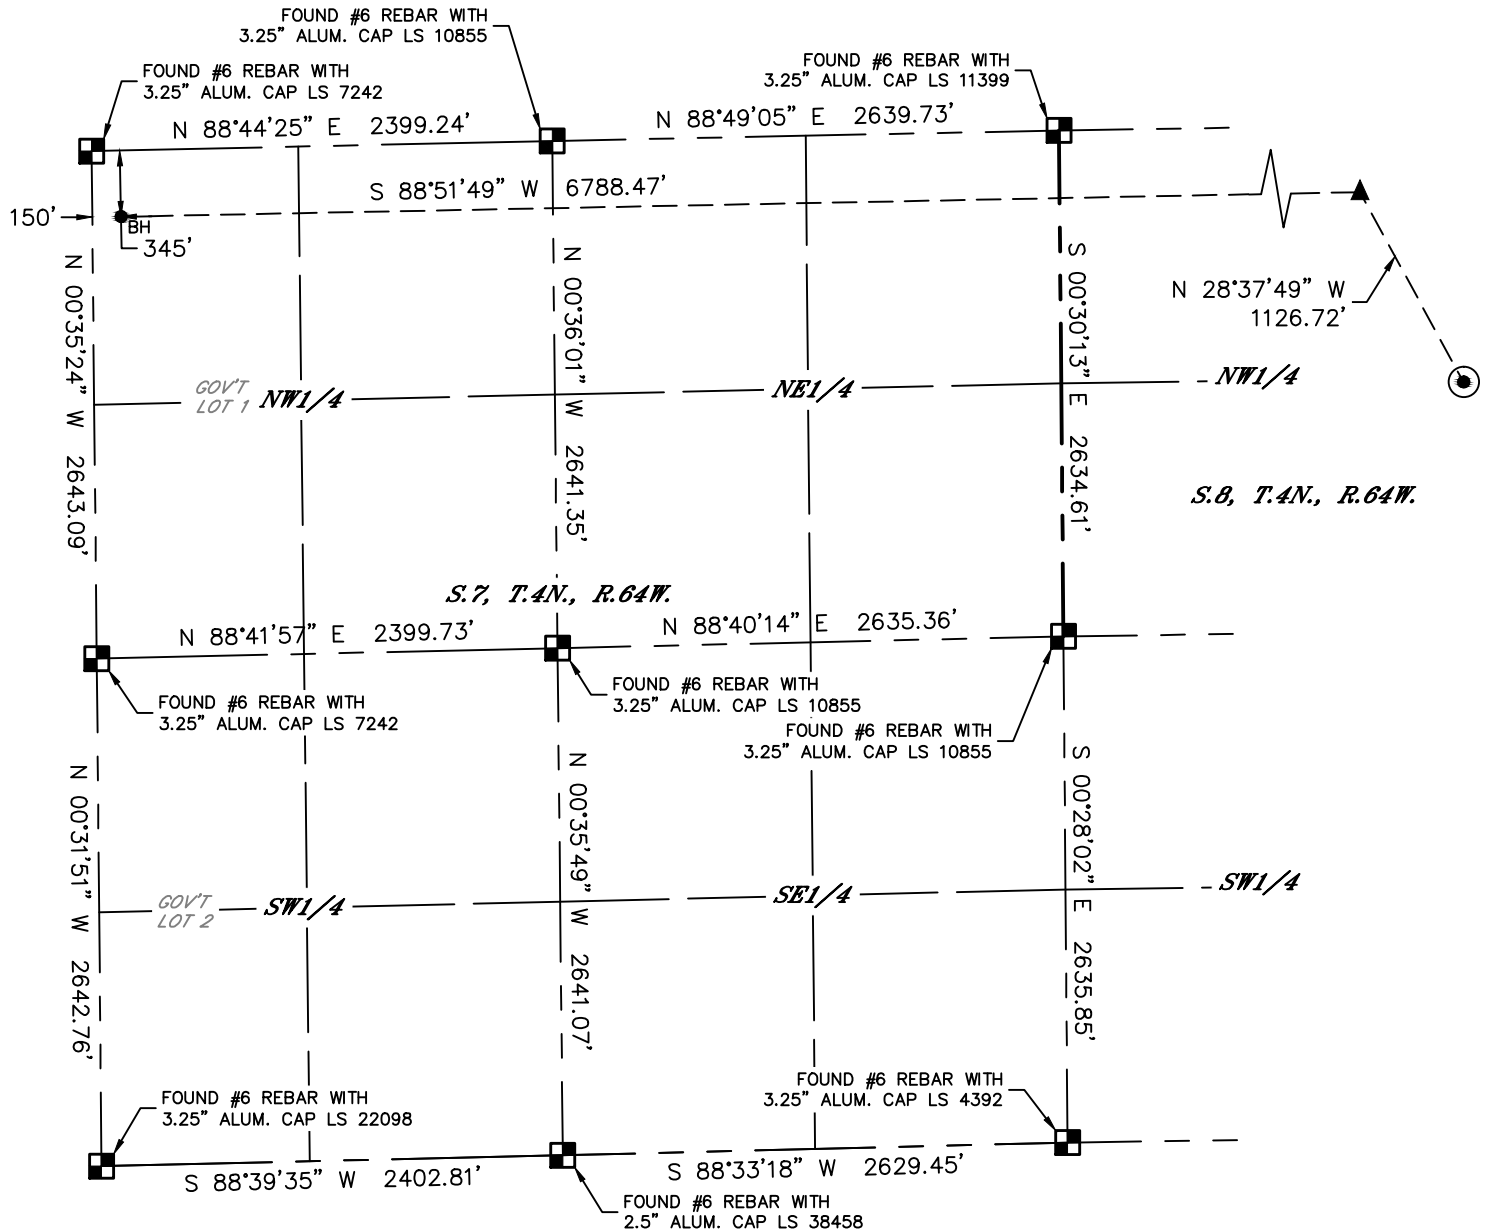 FOUND #6 REBAR WITH
3.25" ALUM. CAP LS 10855
FOUND #6 REBAR WITH
3.25" ALUM. CAP LS 7242
FOUND #6 REBAR WITH
3.25" ALUM. CAP LS 11399
N 88°44'25" E 2399.24'
N 88°49'05" E 2639.73'
S 88°51'49" W 6788.47'
150'
BH
345'
N 00°35'24" W 2643.09'
N 00°36'01" W 2641.35'
S 00°30'13" E 2634.61'
N 28°37'49" W
1126.72'
GOV'T
LOT 1
NW1/4
NE1/4
NW1/4
S.8, T.4N., R.64W.
S.7, T.4N., R.64W.
N 88°41'57" E 2399.73'
N 88°40'14" E 2635.36'
FOUND #6 REBAR WITH
3.25" ALUM. CAP LS 7242
FOUND #6 REBAR WITH
3.25" ALUM. CAP LS 10855
FOUND #6 REBAR WITH
3.25" ALUM. CAP LS 10855
N 00°31'51" W 2642.76'
N 00°35'49" W 2641.07'
S 00°28'02" E 2635.85'
GOV'T
LOT 2
SW1/4
SE1/4
SW1/4
FOUND #6 REBAR WITH
3.25" ALUM. CAP LS 22098
FOUND #6 REBAR WITH
3.25" ALUM. CAP LS 4392
S 88°39'35" W 2402.81'
S 88°33'18" W 2629.45'
FOUND #6 REBAR WITH
2.5" ALUM. CAP LS 38458